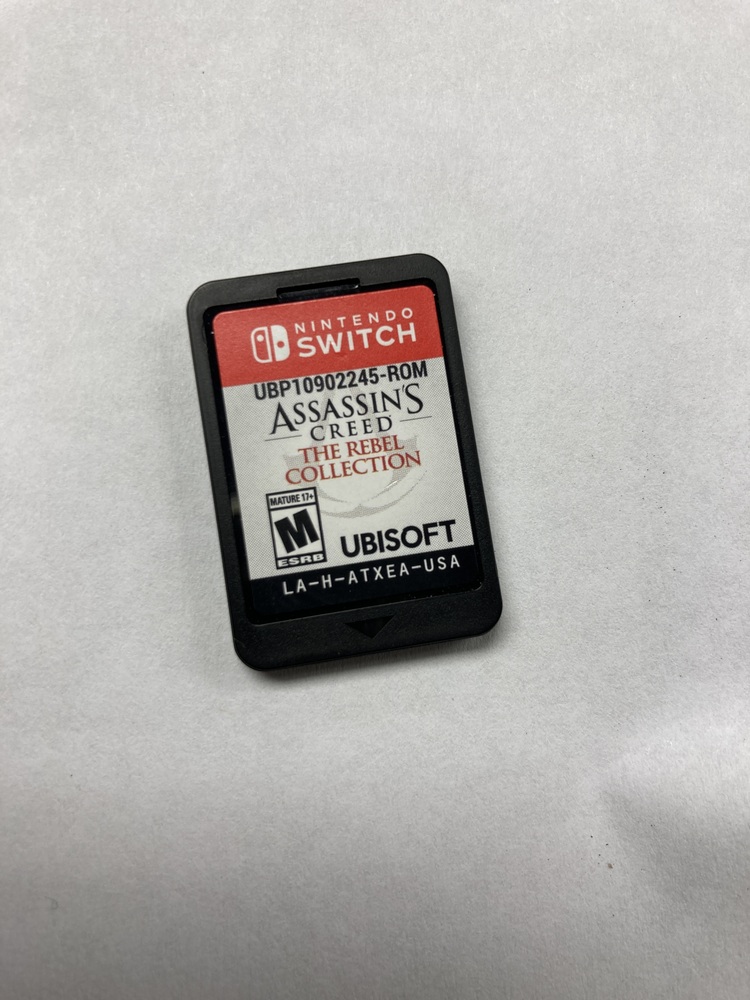 NINTENDO
SWITCH
UBP10902245-ROM
ASSASSIN'S
CREED
THE REBEL
COLLECTION
MATURE 17+
M
ESRB
UBISOFT
LA-H-ATXEA-USA